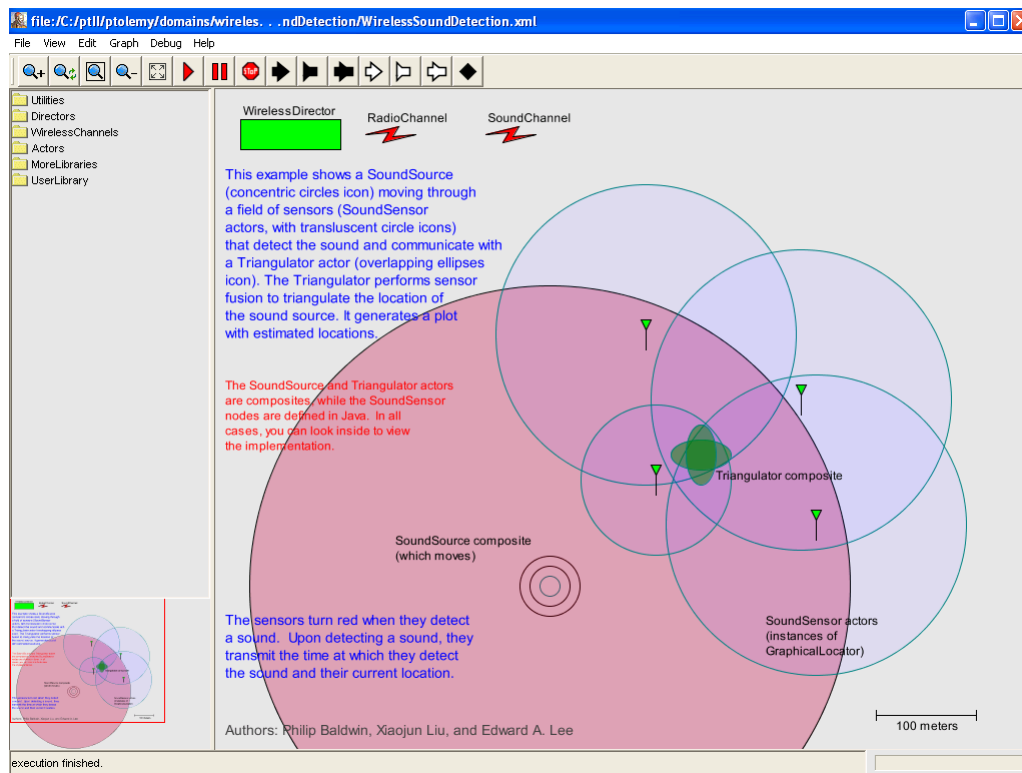 file:/C:/ptII/ptolemy/domains/wireles. . .ndDetection/WirelessSoundDetection.xml
File View Edit Graph Debug Help
STOP
Utilities
Directors
WirelessChannels
Actors
MoreLibraries
UserLibrary
WirelessDirector
RadioChannel
SoundChannel
This example shows a SoundSource
(concentric circles icon) moving through
a field of sensors (SoundSensor
actors, with transluscent circle icons)
that detect the sound and communicate with
a Triangulator actor (overlapping ellipses
icon). The Triangulator performs sensor
fusion to triangulate the location of
the sound source. It generates a plot
with estimated locations.
The SoundSource and Triangulator actors
are composites, while the SoundSensor
nodes are defined in Java. In all
cases, you can look inside to view
the implementation.
Triangulator composite
SoundSource composite
(which moves)
The sensors turn red when they detect
a sound. Upon detecting a sound, they
transmit the time at which they detect
the sound and their current location.
SoundSensor actors
(instances of
GraphicalLocator)
Authors: Philip Baldwin, Xiaojun Liu, and Edward A. Lee
100 meters
execution finished.